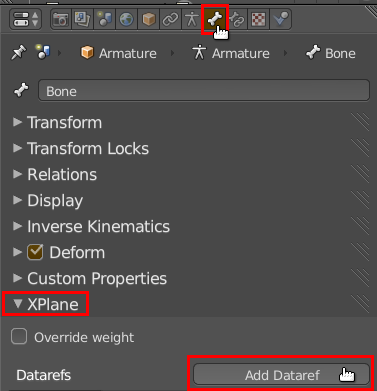 Armature Armature Bone
Bone
Transform
Transform Locks
Relations
Display
Inverse Kinematics
Deform
Custom Properties
XPlane
Override weight
Datarefs Add Dataref